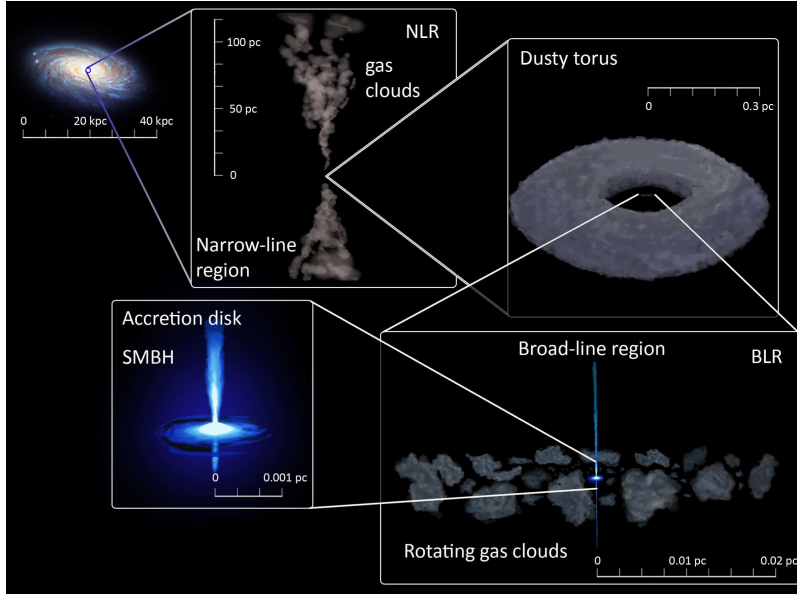 0 20 kpc 40 kpc
NLR
100 pc
gas
clouds
50 pc
0
Narrow-line
region
Dusty torus
0 0.3 pc
Accretion disk
SMBH
0 0.001 pc
Broad-line region
BLR
Rotating gas clouds
0 0.01 pc 0.02 pc